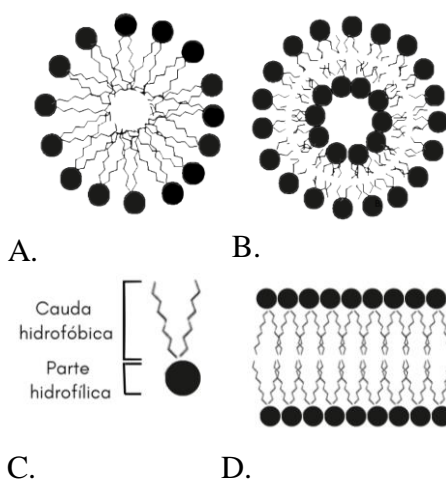 A.
B.
Cauda
hidrofóbica
Parte
hidrofílica
C.
D.